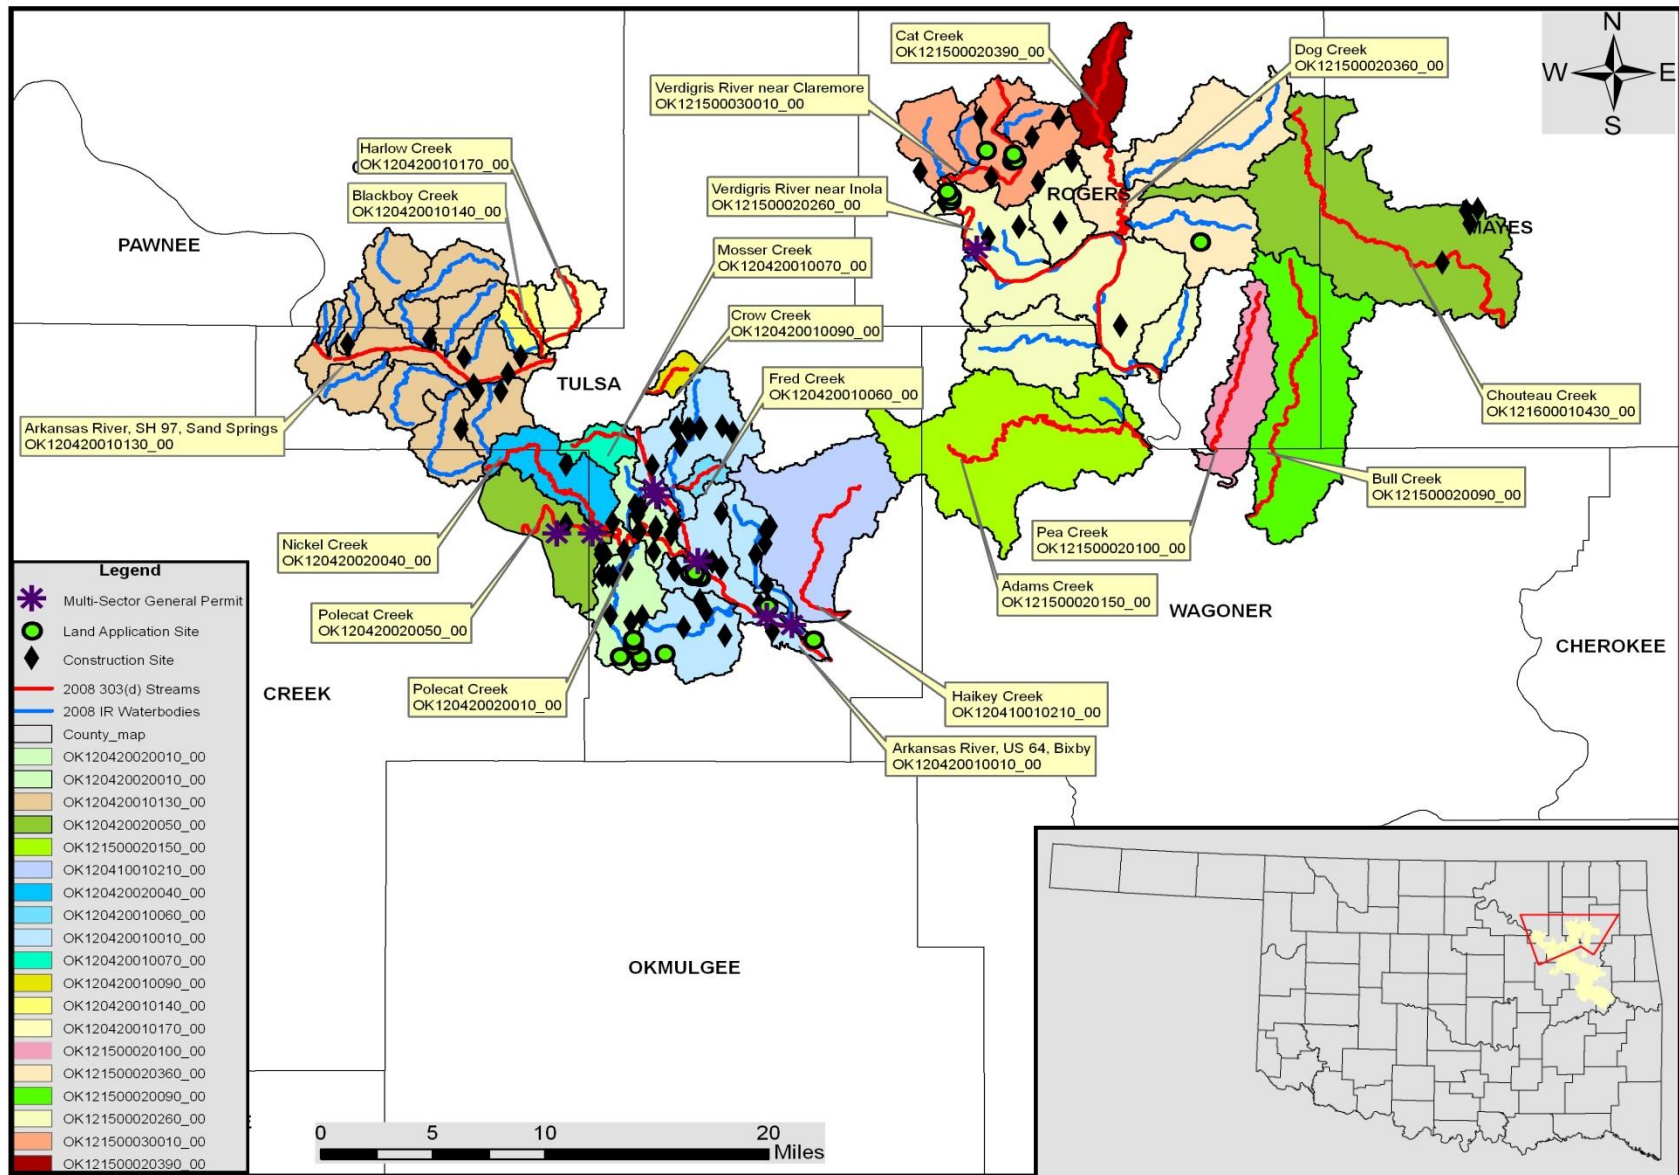 Cat Creek
OK121500020390_00
Dog Creek
OK121500020360_00
N
W E
S
Verdigris River near Claremore
OK121500030010_00
Harlow Creek
OK120420010170_00
Blackboy Creek
OK120420010140_00
Verdigris River near Inola
OK121500020260_00
ROGERS
MAYES
PAWNEE
Mosser Creek
OK120420010070_00
Crow Creek
OK120420010090_00
TULSA
Fred Creek
OK120420010060_00
Chouteau Creek
OK121600010430_00
Arkansas River, SH 97, Sand Springs
OK120420010130_00
Bull Creek
OK121500020090_00
Pea Creek
OK121500020100_00
Nickel Creek
OK120420020040_00
Adams Creek
OK121500020150_00
WAGONER
Polecat Creek
OK120420020050_00
CHEROKEE
CREEK
Polecat Creek
OK120420020010_00
Haikey Creek
OK120410010210_00
Arkansas River, US 64, Bixby
OK120420010010_00
OKMULGEE
Legend
Multi-Sector General Permit
Land Application Site
Construction Site
2008 303(d) Streams
2008 IR Waterbodies
County_map
OK120420020010_00
OK120420020010_00
OK120420010130_00
OK120420020050_00
OK121500020150_00
OK120410010210_00
OK120420020040_00
OK120420010060_00
OK120420010010_00
OK120420010070_00
OK120420010090_00
OK120420010140_00
OK120420010170_00
OK121500020100_00
OK121500020360_00
OK121500020090_00
OK121500020260_00
OK121500030010_00
OK121500020390_00
0 5 10 20
Miles